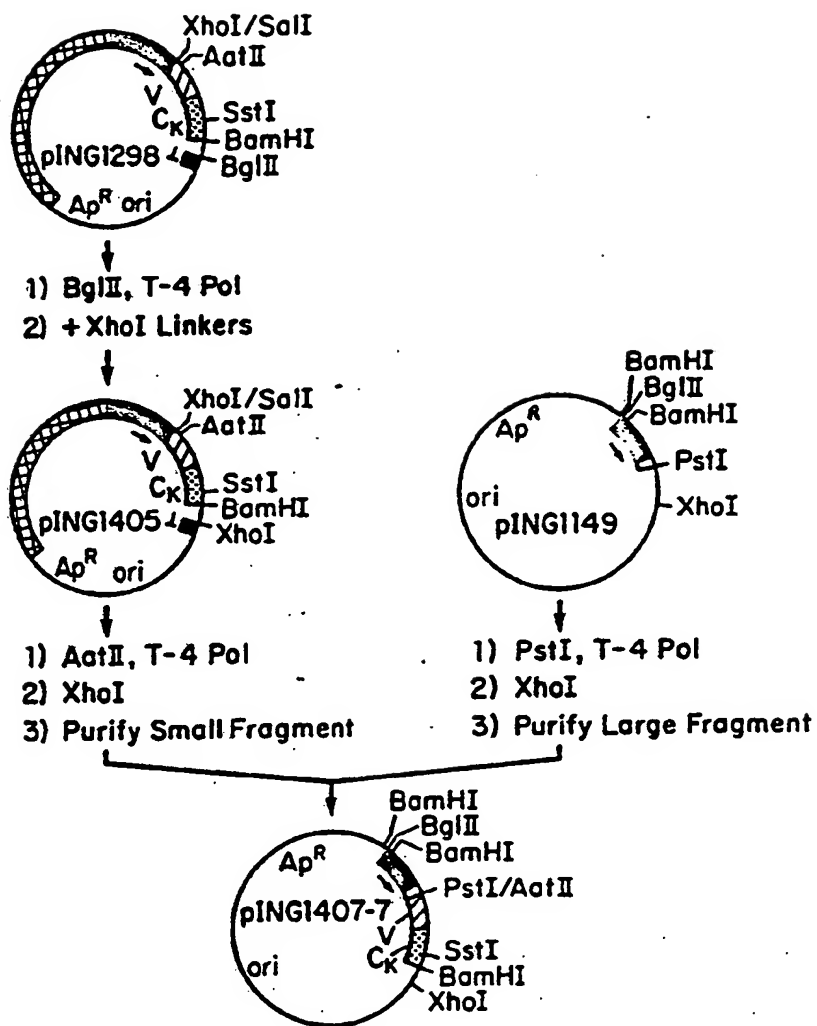 XhoI/SalI
AatII
V
Cκ
SstI
BamHI
pING1298
BglII
Apᴿ ori
1) BglII, T-4 Pol
2) +XhoI Linkers
XhoI/SalI
AatII
V
Cκ
SstI
BamHI
pING1405
XhoI
Apᴿ ori
1) AatII, T-4 Pol
2) XhoI
3) Purify Small Fragment
BamHI
BglII
BamHI
Apᴿ
PstI
ori
XhoI
pING1149
1) PstI, T-4 Pol
2) XhoI
3) Purify Large Fragment
BamHI
BglII
BamHI
Apᴿ
PstI/AatII
pING1407-7
V
Cκ
SstI
ori
BamHI
XhoI